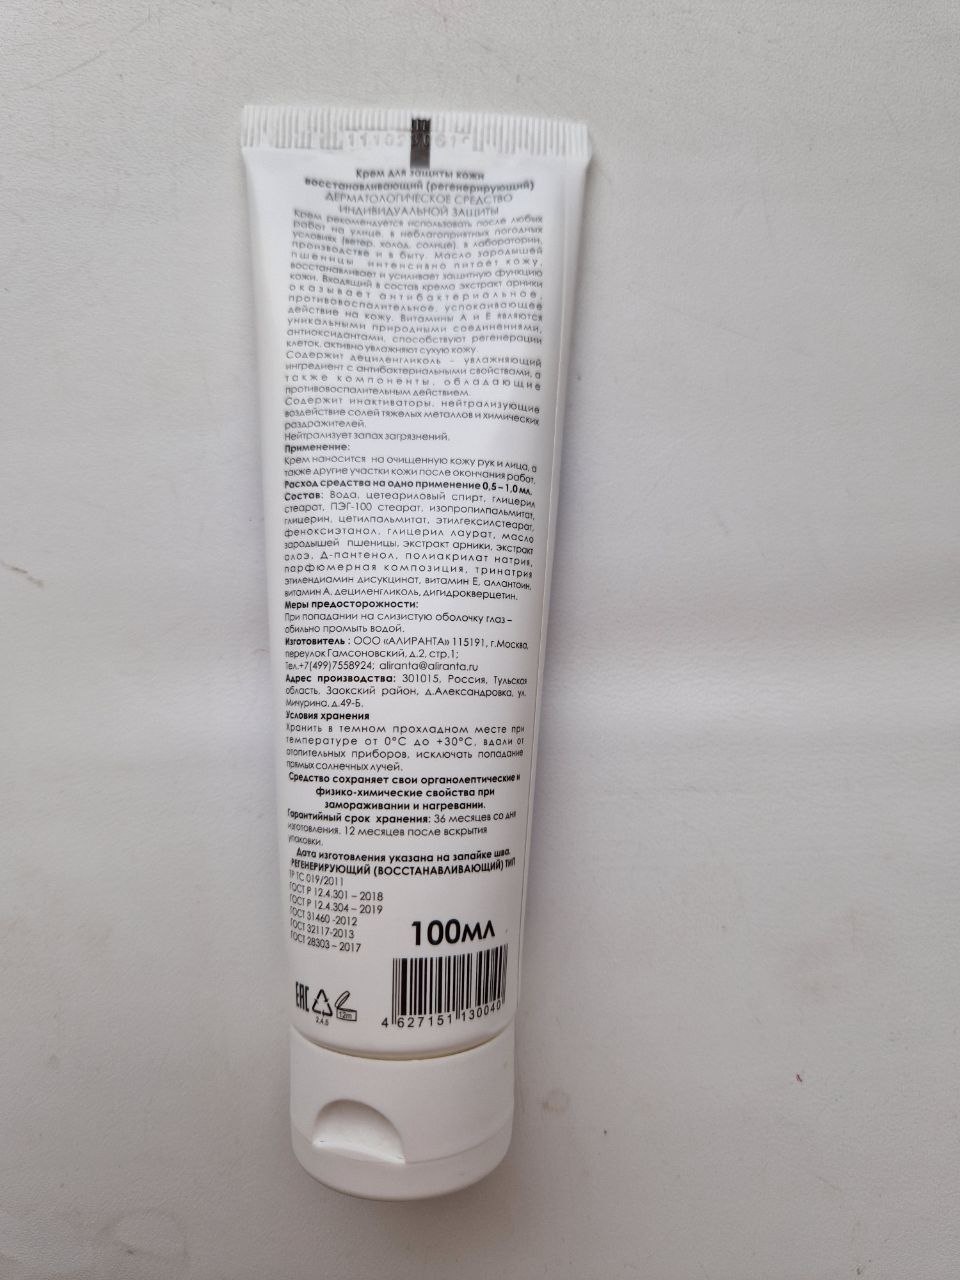 Крем для защиты кожи
восстанавливающий (регенерирующий)
ДЕРМАТОЛОГИЧЕСКОЕ СРЕДСТВО
ИНДИВИДУАЛЬНОЙ ЗАЩИТЫ
Крем рекомендуется использовать после любых
работ на улице, в неблагоприятных погодных
условиях (ветер, холод, солнце), в лаборатории,
производстве и в быту. Масло зародышей
пшеницы интенсивно питает кожу,
восстанавливает и усиливает защитную функцию
кожи. Входящий в состав крема экстракт арники
оказывает антибактериальное,
противовоспалительное, успокаивающее
действие на кожу. Витамины А и Е являются
уникальными природными соединениями,
антиоксидантами, способствуют регенерации
клеток, активно увлажняют сухую кожу.
Содержит дециленгликоль – увлажняющий
ингредиент с антибактериальными свойствами, а
также компоненты, обладающие
противовоспалительным действием.
Содержит инактиваторы, нейтрализующие
воздействие солей тяжелых металлов и химических
раздражителей.
Нейтрализует запах загрязнений.
Применение:
Крем наносится на очищенную кожу рук и лица, а
также другие участки кожи после окончания работ.
Расход средства на одно применение 0,5 – 1,0 мл.
Состав: Вода, цетеариловый спирт, глицерил
стеарат, ПЭГ-100 стеарат, изопропилпальмитат,
глицерин, цетилпальмитат, этилгексилстеарат,
феноксиэтанол, глицерил лаурат, масло
зародышей пшеницы, экстракт арники, экстракт
алоэ, Д-пантенол, полиакрилат натрия,
парфюмерная композиция, тринатрия
этилендиамин дисукцинат, витамин Е, аллантоин,
витамин А, дециленгликоль, дигидрокверцетин.
Меры предосторожности:
При попадании на слизистую оболочку глаз –
обильно промыть водой.
Изготовитель : ООО «АЛИРАНТА» 115191, г.Москва,
переулок Гамсоновский, д.2, стр.1;
Тел.+7(499)7558924; aliranta@aliranta.ru
Адрес производства: 301015, Россия, Тульская
область, Заокский район, д.Александровка, ул.
Мичурина, д.49-Б.
Условия хранения
Хранить в темном прохладном месте при
температуре от 0°С до +30°С, вдали от
отопительных приборов, исключать попадание
прямых солнечных лучей.
Средство сохраняет свои органолептические и
физико-химические свойства при
замораживании и нагревании.
Гарантийный срок хранения: 36 месяцев со дня
изготовления. 12 месяцев после вскрытия
упаковки.
Дата изготовления указана на запайке шва.
РЕГЕНЕРИРУЮЩИЙ (ВОССТАНАВЛИВАЮЩИЙ) ТИП
ТР ТС 019/2011
ГОСТ Р 12.4.301 – 2018
ГОСТ Р 12.4.304 – 2019
ГОСТ 31460 -2012
ГОСТ 32117-2013
ГОСТ 28303 – 2017
100мл
EAC
2,4,5
12m
4 627151 130040